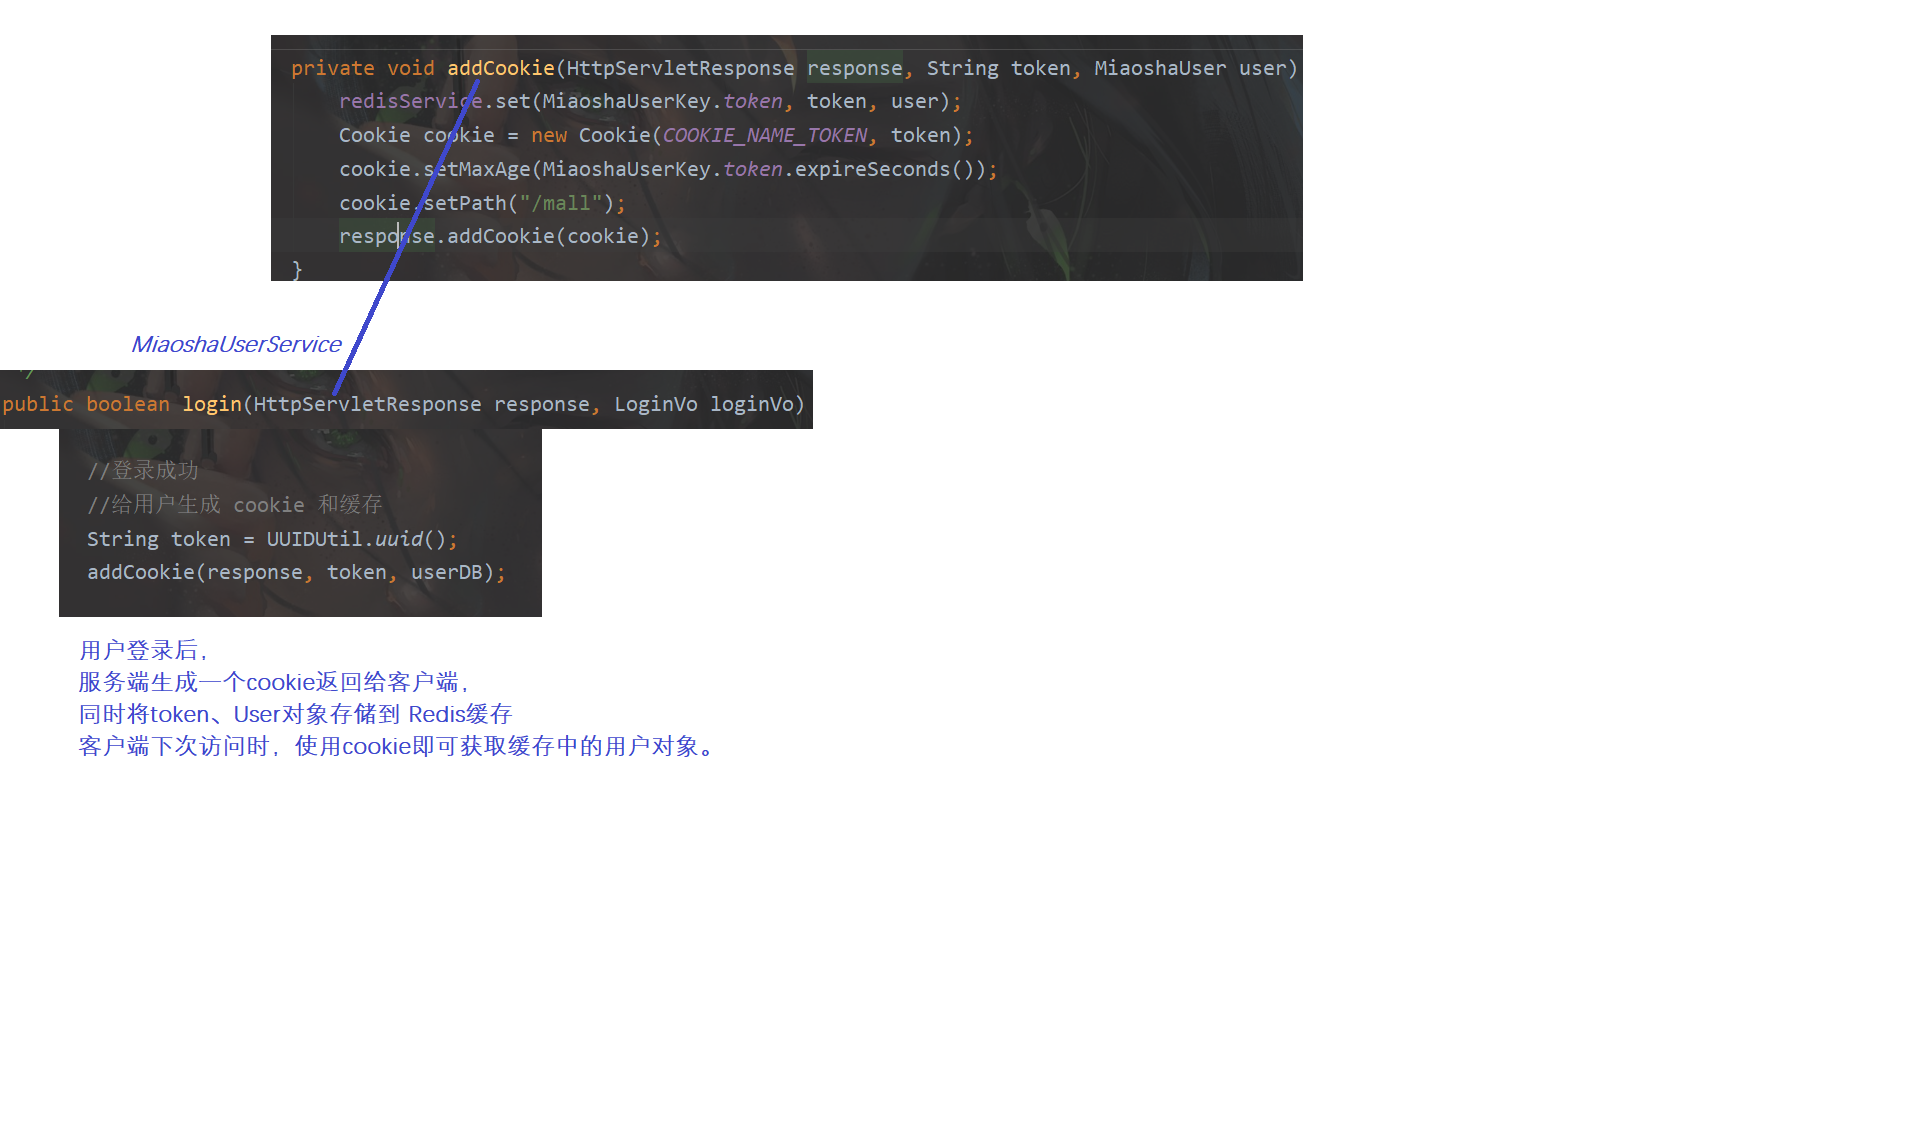 private void addCookie(HttpServletResponse response, String token, MiaoshaUser user)
redisService.set(MiaoshaUserKey.token, token, user);
Cookie cookie = new Cookie(COOKIE_NAME_TOKEN, token);
cookie.setMaxAge(MiaoshaUserKey.token.expireSeconds());
cookie.setPath("/mall");
response.addCookie(cookie);
}
MiaoshaUserService
*/
public boolean login(HttpServletResponse response, LoginVo loginVo)
//登录成功
//给用户生成 cookie 和缓存
String token = UUIDUtil.uuid();
addCookie(response, token, userDB);
用户登录后,
服务端生成一个cookie返回给客户端,
同时将token、User对象存储到 Redis缓存
客户端下次访问时, 使用cookie即可获取缓存中的用户对象。